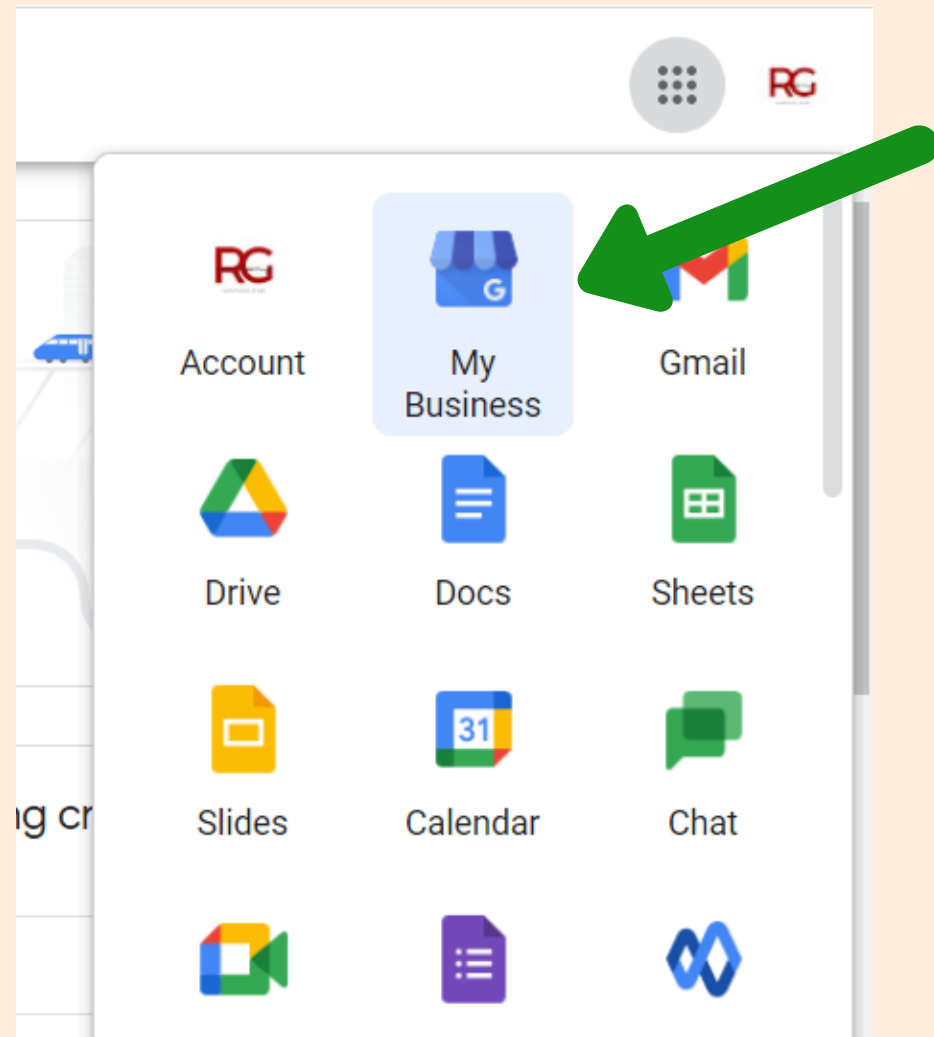 RG
RG
G
Account
My
Business
Gmail
Drive
Docs
Sheets
31
Slides
Calendar
Chat
g cr